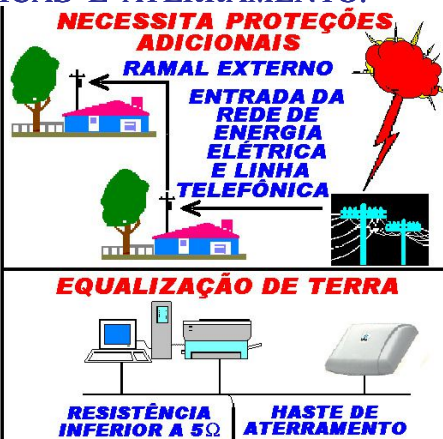 E ATERRAMENTO.
NECESSITA PROTEÇÕES
ADICIONAIS
RAMAL EXTERNO
ENTRADA DA
REDE DE
ENERGIA
ELÉTRICA
E LINHA
TELEFÔNICA
EQUALIZAÇÃO DE TERRA
RESISTÊNCIA
INFERIOR A 5Ω
HASTE DE
ATERRAMENTO